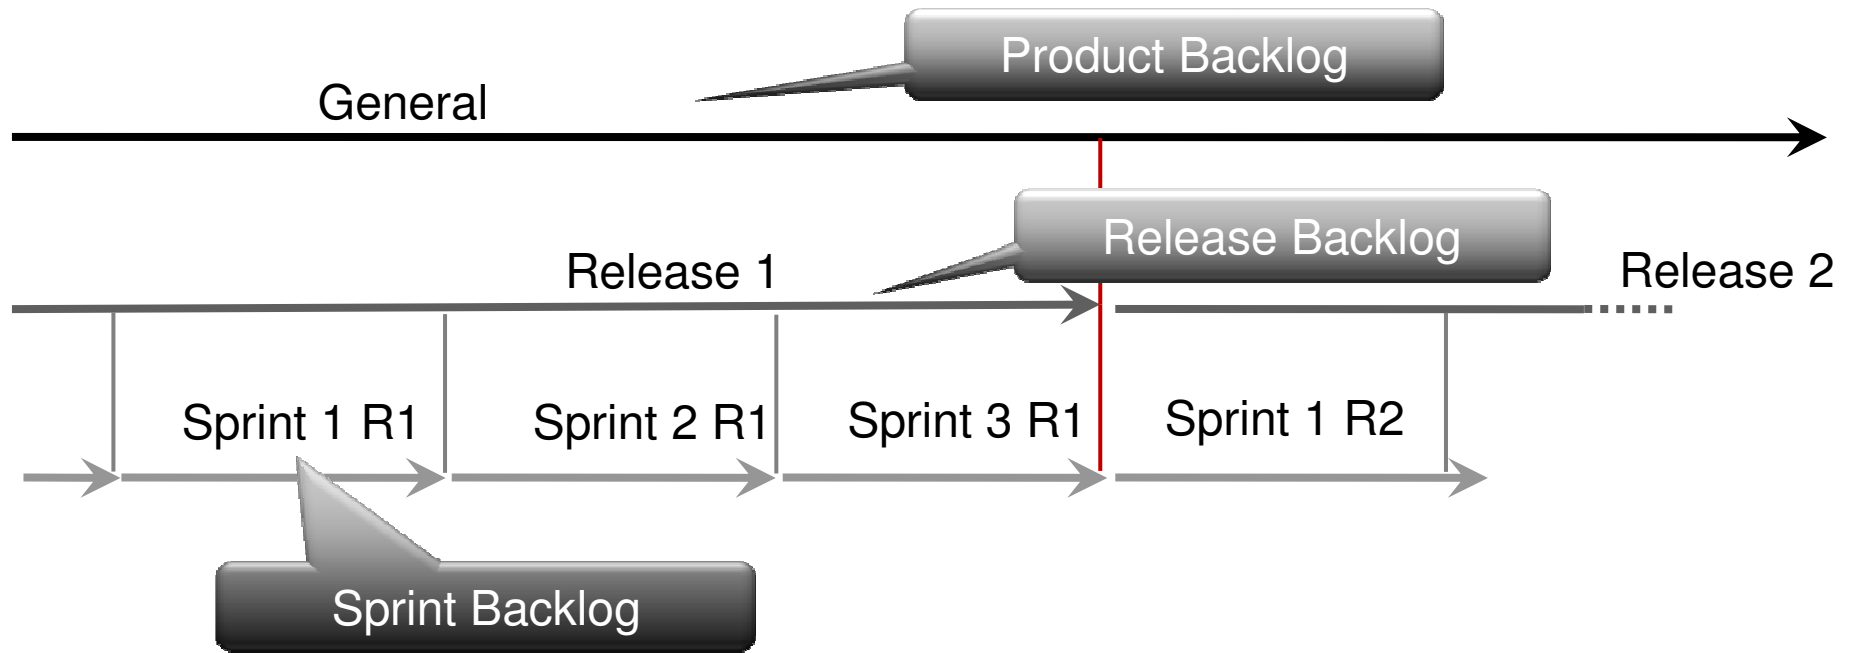 Product Backlog
General
Release Backlog
Release 1
Release 2
Sprint 1 R1
Sprint 2 R1
Sprint 3 R1
Sprint 1 R2
Sprint Backlog